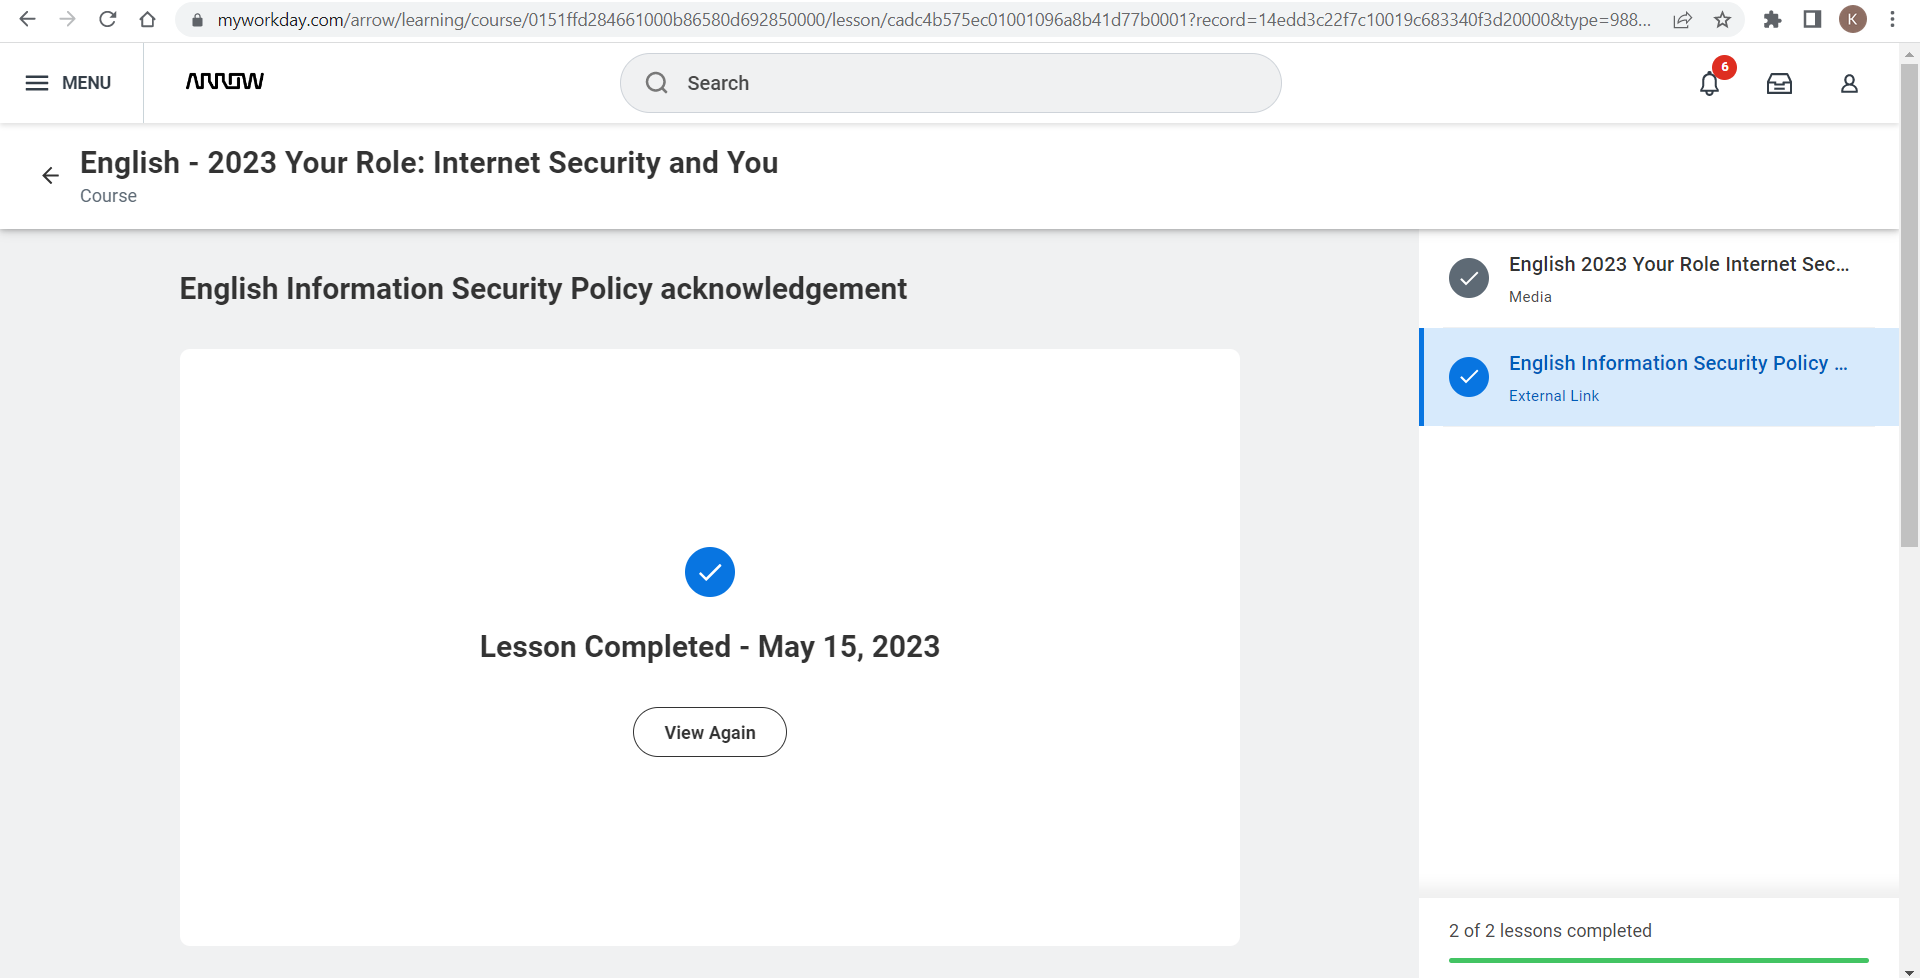 myworkday.com/arrow/learning/course/0151ffd284661000b86580d692850000/lesson/cadc4b575ec01001096a8b41d77b0001?record=14edd3c22f7c10019c683340f3d20000&type=988...
K
MENU
ARROW
Search
6
English - 2023 Your Role: Internet Security and You
Course
English Information Security Policy acknowledgement
Lesson Completed - May 15, 2023
View Again
English 2023 Your Role Internet Sec...
Media
English Information Security Policy ...
External Link
2 of 2 lessons completed